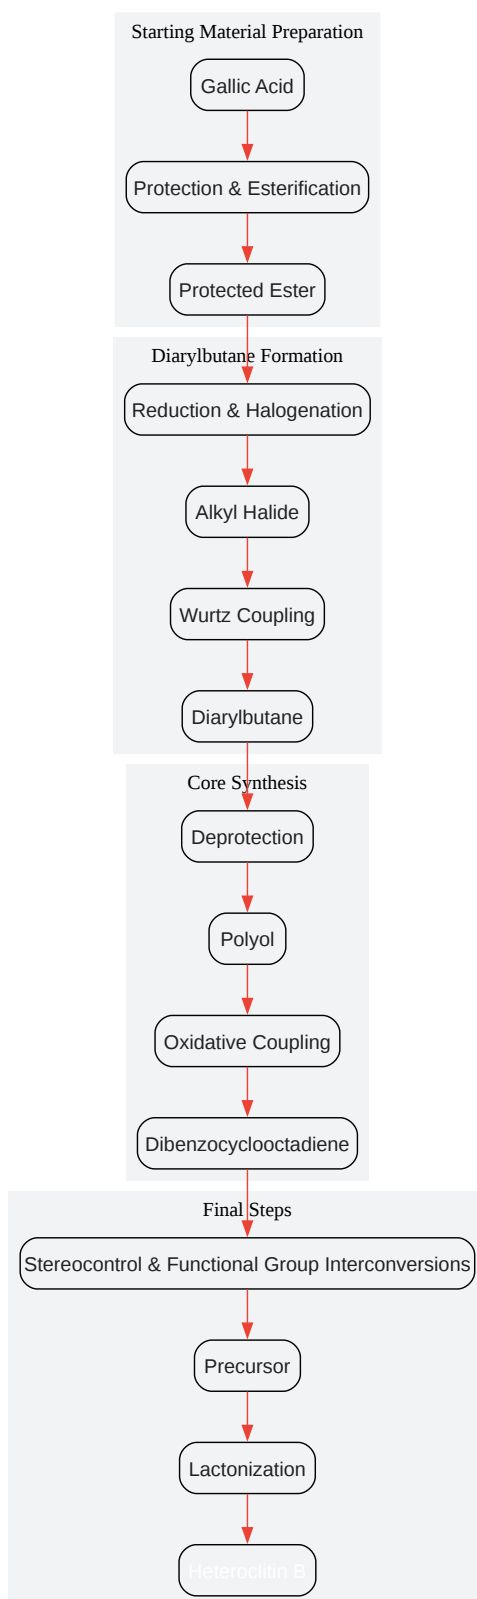 Starting Material Preparation
Gallic Acid
Protection & Esterification
Protected Ester
Diarylbutane Formation
Reduction & Halogenation
Alkyl Halide
Wurtz Coupling
Diarylbutane
Core Synthesis
Deprotection
Polyol
Oxidative Coupling
Dibenzocyclooctadiene
Final Steps
Stereocontrol & Functional Group Interconversions
Precursor
Lactonization
Heteroclitin B